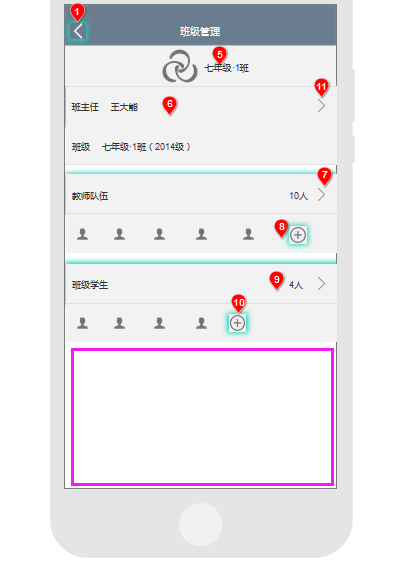 1
班级管理
5
七年级·1班
11
班主任 王大能
6
班级 七年级·1班（2014级）
7
教师队伍 10人
8
9
班级学生 4人
10